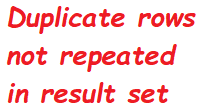 Duplicate rows
not repeated
in result set